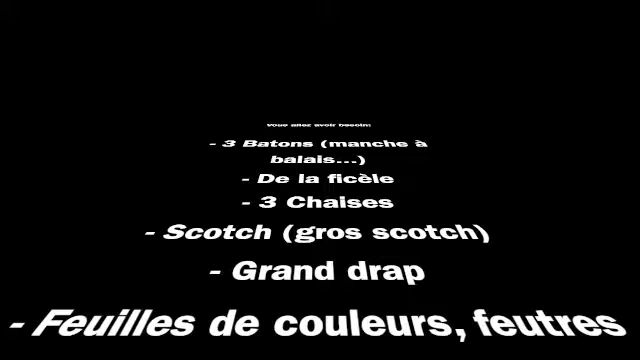 Vous allez avoir besoin:
- 3 Batons (manche à
balais...)
- De la ficèle
- 3 Chaises
- Scotch (gros scotch)
- Grand drap
- Feuilles de couleurs, feutres